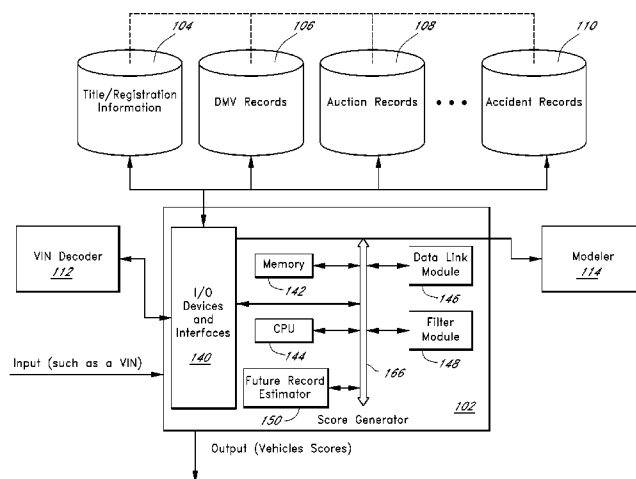 104
106
108
110
Title/Registration
Information
DMV Records
Auction Records
Accident Records
VIN Decoder
112
I/O
Devices
and
Interfaces
140
Memory
142
Data Link
Module
146
Modeler
114
CPU
144
Filter
Module
148
Input (such as a VIN)
166
Future Record
Estimator
150
Score Generator
102
Output (Vehicles Scores)